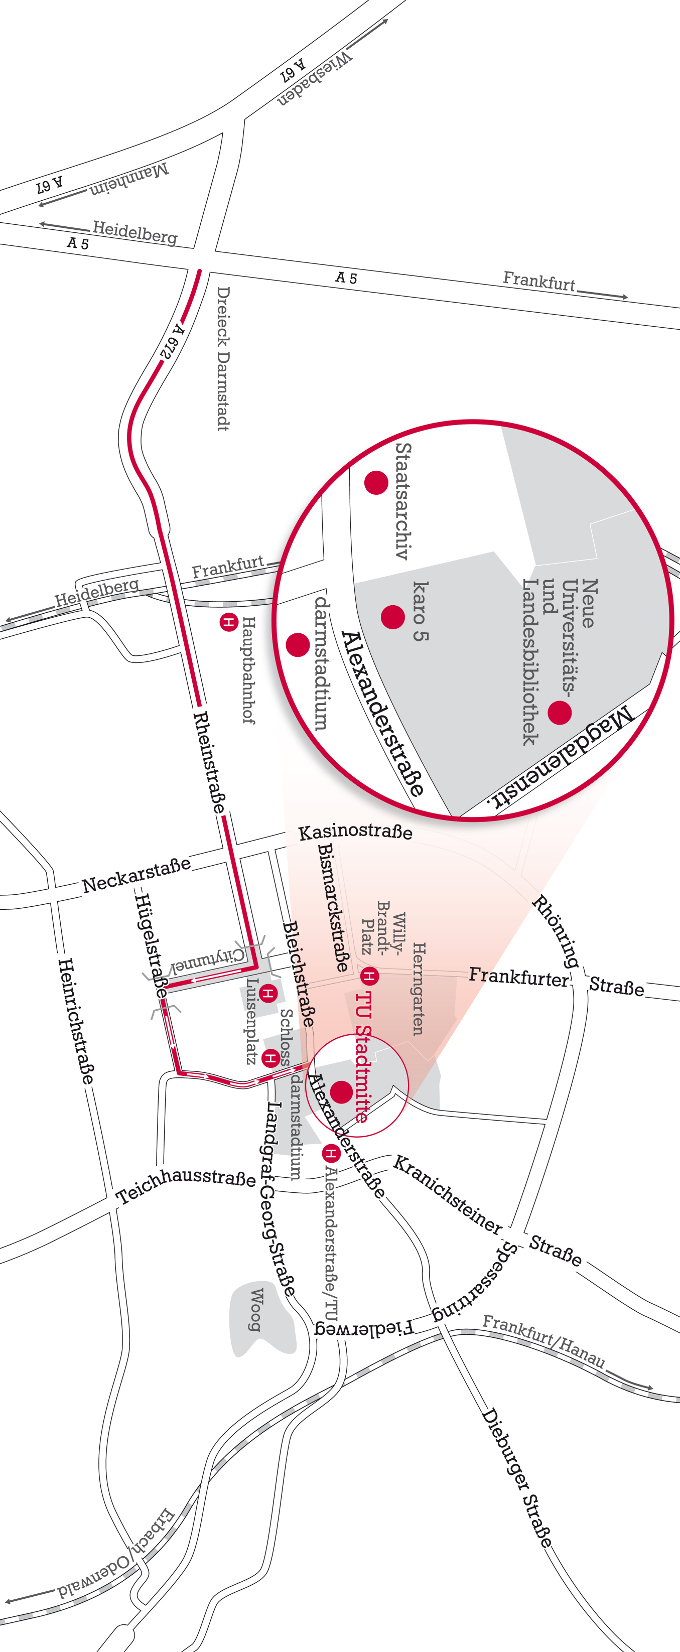 A 67
Wiesbaden
A 67
Mannheim
Heidelberg
A 5
A 5
Frankfurt
Dreieck Darmstadt
A 672
Staatsarchiv
karo 5
Neue
Universitäts-
und
Landesbibliothek
darmstadtium
Alexanderstraße
Magdalenenstr.
Frankfurt
Heidelberg
H
Hauptbahnhof
Rheinstraße
Kasinostraße
Neckarstaße
Bismarckstraße
Hügelstraße
Bleichstraße
Willy-
Brandt-
Platz
Herrngarten
Rhönring
Frankfurter Straße
Citytunnel
H
TU Stadtmitte
H
Luisenplatz
Schloss
H
darmstadtium
Heinrichstraße
Alexanderstraße
H
Alexanderstraße/TU
Landgraf-Georg-Straße
Teichhausstraße
Kranichsteiner Straße
Spessartring
Fiedlerweg
Woog
Frankfurt/Hanau
Dieburger Straße
Erbach/Odenwald